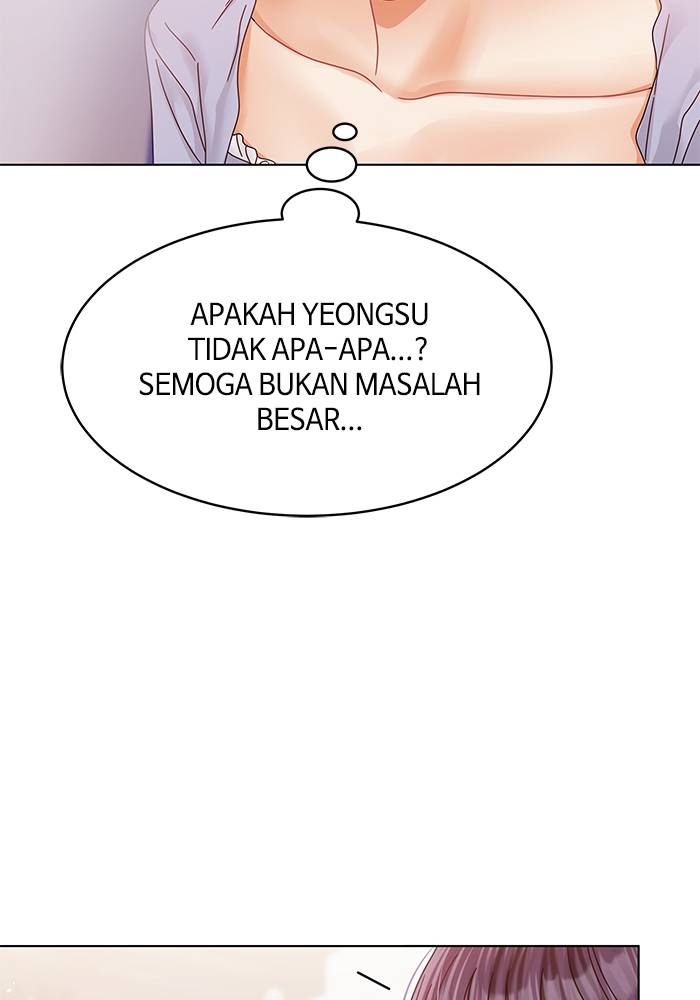 APAKAH YEONGSU
TIDAK APA-APA...?
SEMOGA BUKAN MASALAH
BESAR...